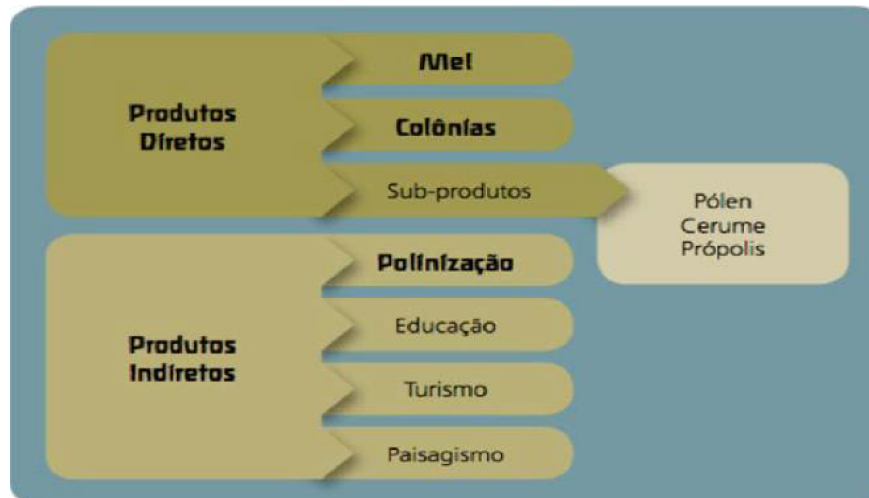 Produtos
Diretos
Mel
Colônias
Sub-produtos
Pólen
Cerume
Própolis
Produtos
Indiretos
Polinização
Educação
Turismo
Paisagismo